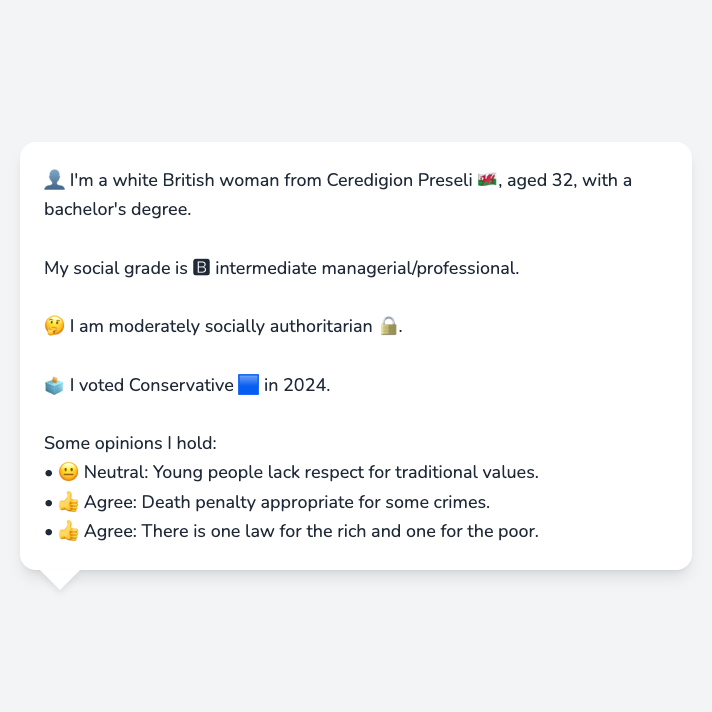 👤 I'm a white British woman from Ceredigion Preseli 🏴󠁧󠁢󠁷󠁬󠁳󠁿, aged 32, with a
bachelor's degree.
My social grade is 🅱 intermediate managerial/professional.
🤔 I am moderately socially authoritarian 🔒.
🗳️ I voted Conservative 🟦 in 2024.
Some opinions I hold:
• 😐 Neutral: Young people lack respect for traditional values.
• 👍 Agree: Death penalty appropriate for some crimes.
• 👍 Agree: There is one law for the rich and one for the poor.